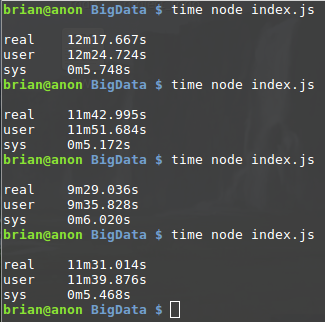 brian@anon BigData $ time node index.js
real 12m17.667s
user 12m24.724s
sys 0m5.748s
brian@anon BigData $ time node index.js
real 11m42.995s
user 11m51.684s
sys 0m5.172s
brian@anon BigData $ time node index.js
real 9m29.036s
user 9m35.828s
sys 0m6.020s
brian@anon BigData $ time node index.js
real 11m31.014s
user 11m39.876s
sys 0m5.468s
brian@anon BigData $